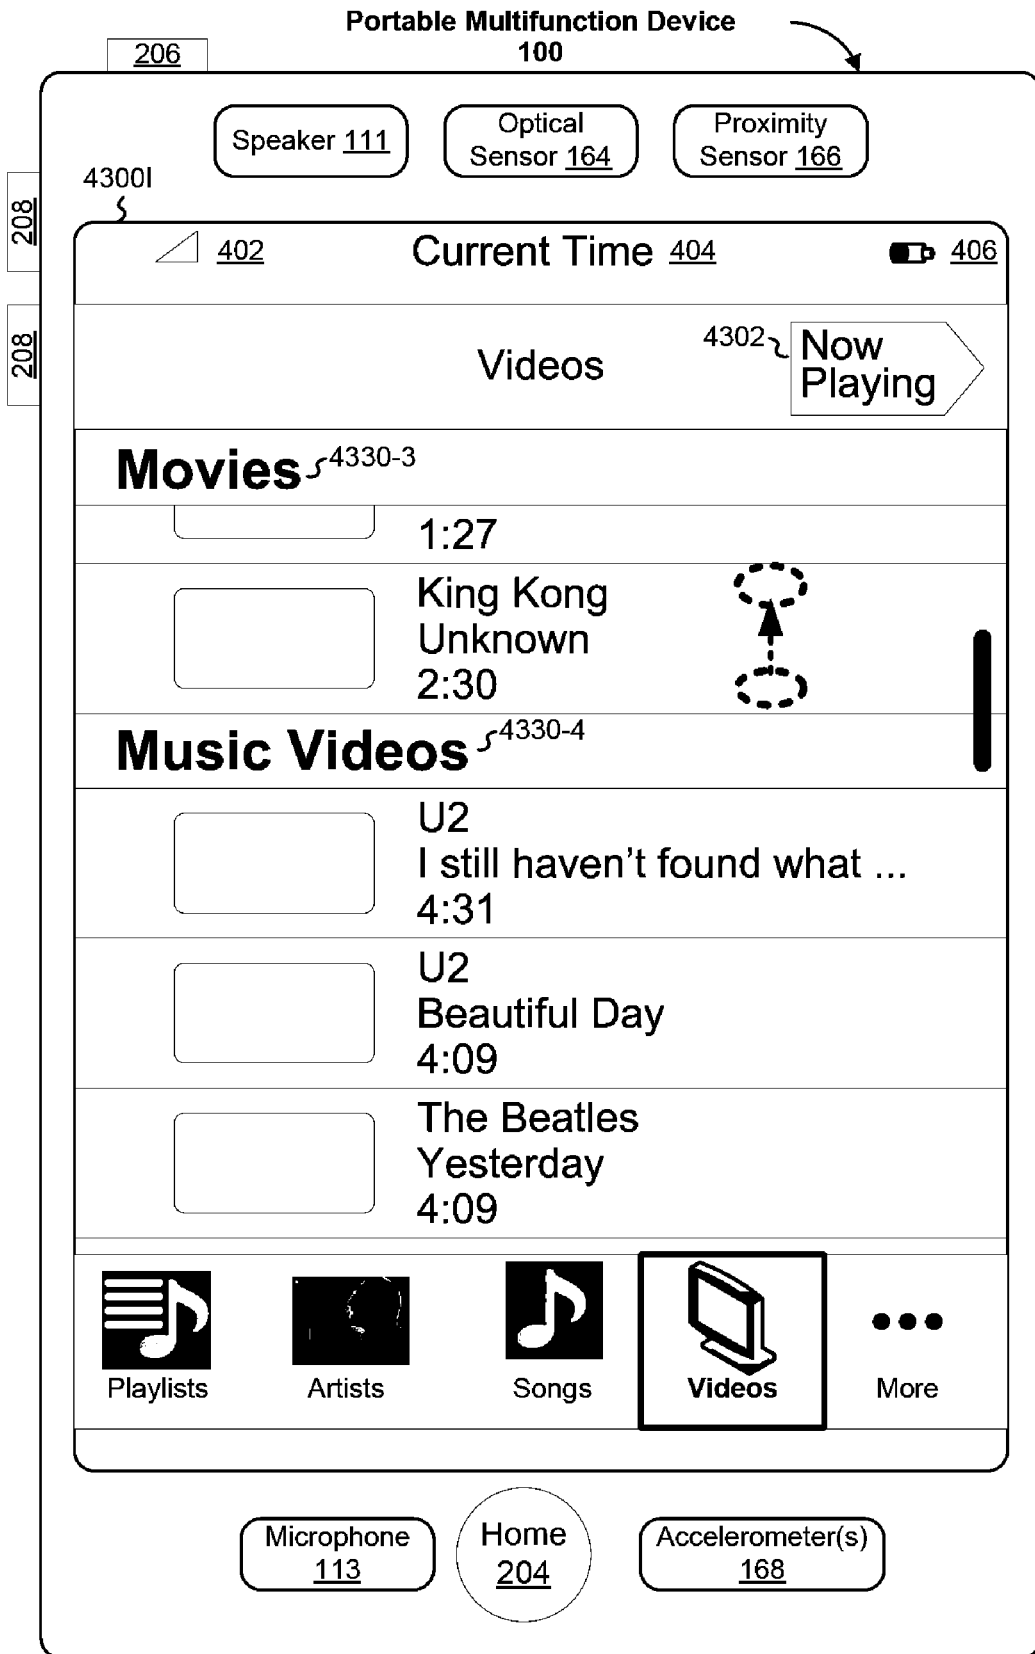 Portable Multifunction Device
100
206
Speaker 111
Optical
Sensor 164
Proximity
Sensor 166
4300I
208
402
Current Time 404
406
208
Videos
4302
Now
Playing
Movies
4330-3
1:27
King Kong
Unknown
2:30
Music Videos
4330-4
U2
I still haven’t found what ...
4:31
U2
Beautiful Day
4:09
The Beatles
Yesterday
4:09
Playlists
Artists
Songs
Videos
More
Microphone
113
Home
204
Accelerometer(s)
168